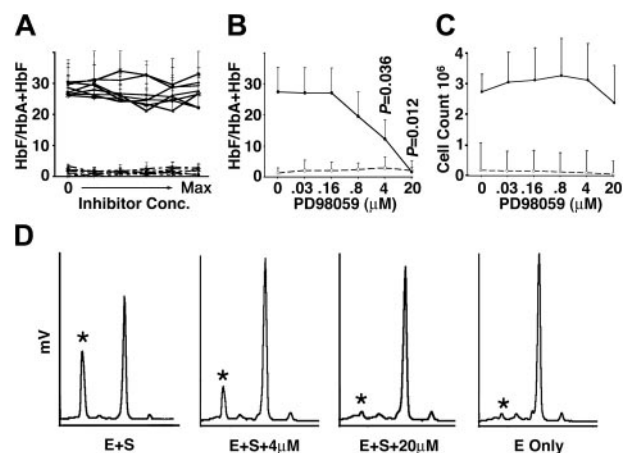 A
HbF/HbA+HbF
30
20
10
0
0 Max
Inhibitor Conc.
B
HbF/HbA+HbF
30
20
10
0
P=0.036
P=0.012
0 .03 .16 .8 4 20
PD98059 (μM)
C
Cell Count 10⁶
4
3
2
1
0
0 .03 .16 .8 4 20
PD98059 (μM)
D
mV
*
*
*
*
E+S
E+S+4μM
E+S+20μM
E Only